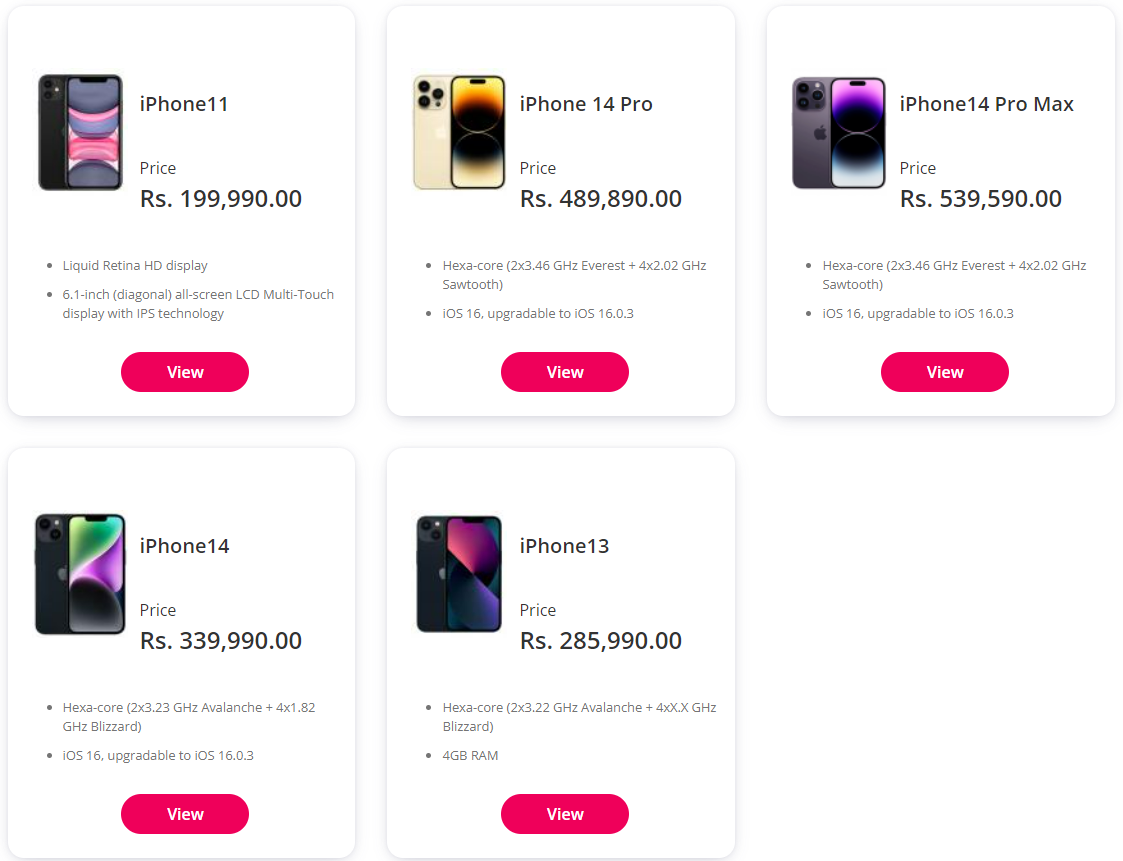 iPhone11
Price
Rs. 199,990.00
Liquid Retina HD display
6.1-inch (diagonal) all-screen LCD Multi-Touch
display with IPS technology
View
iPhone 14 Pro
Price
Rs. 489,890.00
Hexa-core (2x3.46 GHz Everest + 4x2.02 GHz
Sawtooth)
iOS 16, upgradable to iOS 16.0.3
View
iPhone14 Pro Max
Price
Rs. 539,590.00
Hexa-core (2x3.46 GHz Everest + 4x2.02 GHz
Sawtooth)
iOS 16, upgradable to iOS 16.0.3
View
iPhone14
Price
Rs. 339,990.00
Hexa-core (2x3.23 GHz Avalanche + 4x1.82
GHz Blizzard)
iOS 16, upgradable to iOS 16.0.3
View
iPhone13
Price
Rs. 285,990.00
Hexa-core (2x3.22 GHz Avalanche + 4xX.X GHz
Blizzard)
4GB RAM
View